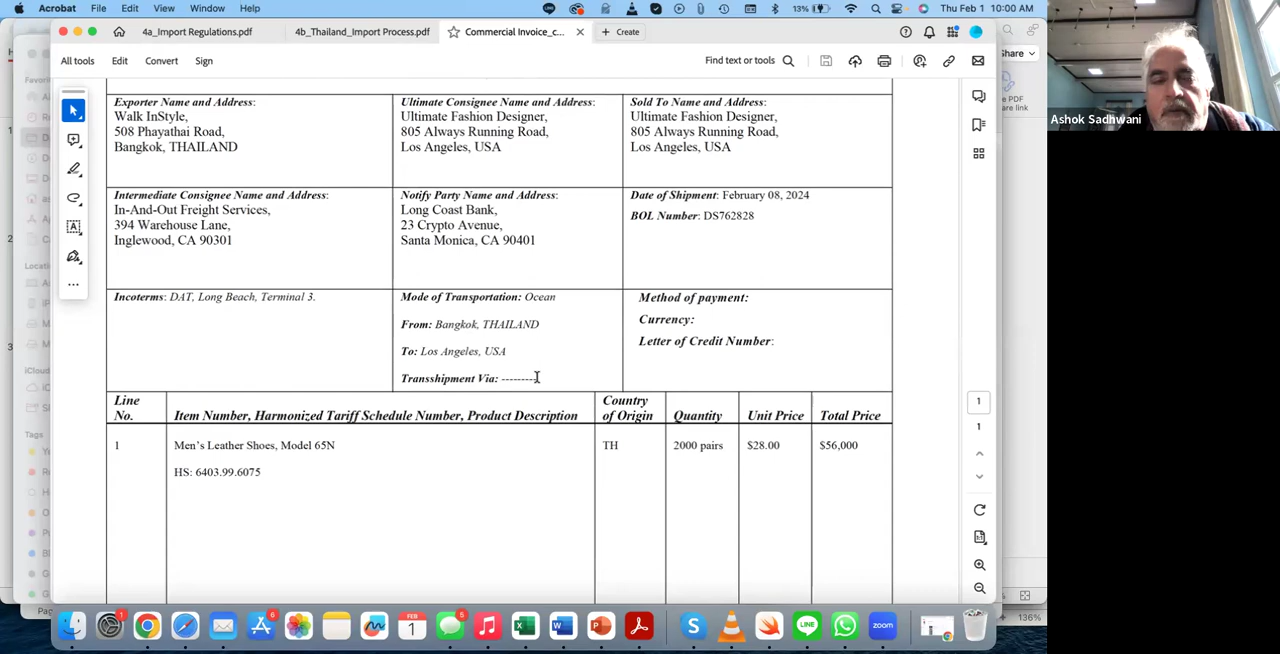 Acrobat File Edit View Window Help
13% Thu Feb 1 10:00 AM
4a_Import Regulations.pdf 4b_Thailand_Import Process.pdf Commercial Invoice_c... Create
All tools Edit Convert Sign Find text or tools
Share
Ashok Sadhwani
Exporter Name and Address:
Walk InStyle,
508 Phayathai Road,
Bangkok, THAILAND
Ultimate Consignee Name and Address:
Ultimate Fashion Designer,
805 Always Running Road,
Los Angeles, USA
Sold To Name and Address:
Ultimate Fashion Designer,
805 Always Running Road,
Los Angeles, USA
Intermediate Consignee Name and Address:
In-And-Out Freight Services,
394 Warehouse Lane,
Inglewood, CA 90301
Notify Party Name and Address:
Long Coast Bank,
23 Crypto Avenue,
Santa Monica, CA 90401
Date of Shipment: February 08, 2024
BOL Number: DS762828
Incoterms: DAT, Long Beach, Terminal 3.
Mode of Transportation: Ocean
From: Bangkok, THAILAND
To: Los Angeles, USA
Transshipment Via: ---------
Method of payment:
Currency:
Letter of Credit Number:
Line No.
Item Number, Harmonized Tariff Schedule Number, Product Description
Country of Origin
Quantity
Unit Price
Total Price
1 Men's Leather Shoes, Model 65N TH 2000 pairs $28.00 $56,000
HS: 6403.99.6075
1
1
136%
FEB
1
zoom